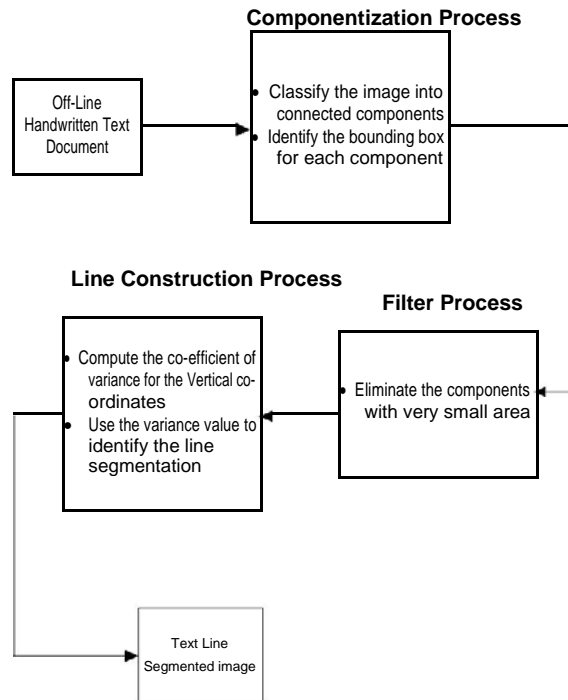 Componentization Process
Off-Line
Handwritten Text
Document
• Classify the image into
connected components
• Identify the bounding box
for each component
Line Construction Process
Filter Process
• Compute the co-efficient of
variance for the Vertical co-
ordinates
• Use the variance value to
identify the line
segmentation
• Eliminate the components
with very small area
Text Line
Segmented image